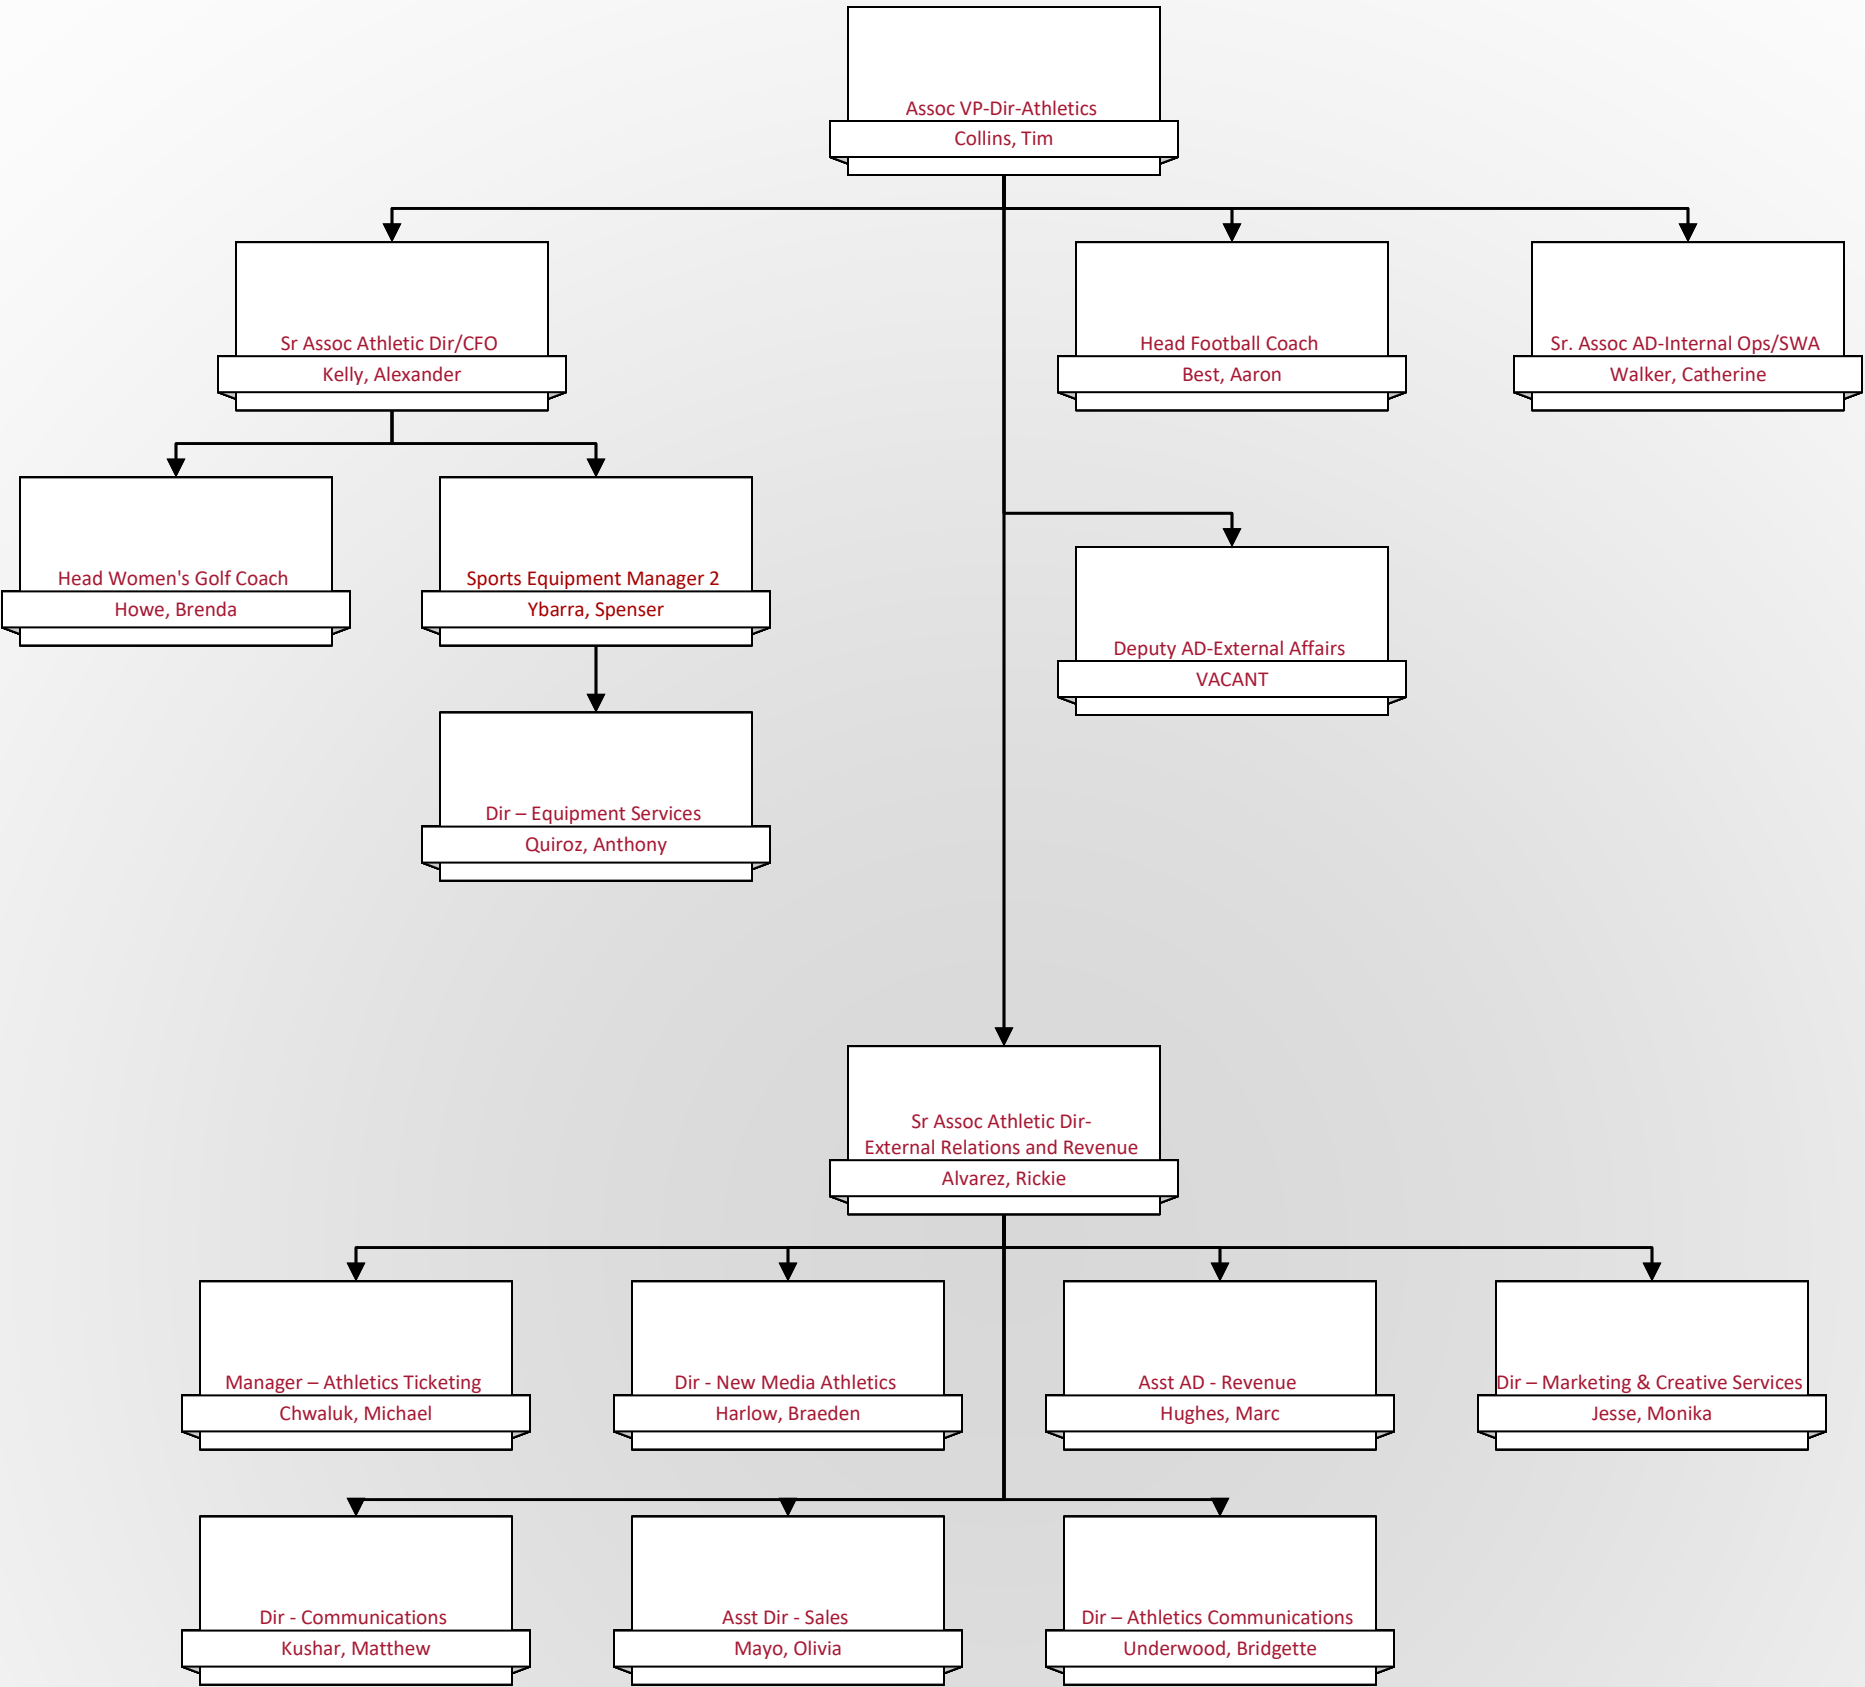 Assoc VP-Dir-Athletics
Collins, Tim
Sr Assoc Athletic Dir/CFO
Kelly, Alexander
Head Football Coach
Best, Aaron
Sr. Assoc AD-Internal Ops/SWA
Walker, Catherine
Head Women's Golf Coach
Howe, Brenda
Sports Equipment Manager 2
Ybarra, Spenser
Deputy AD-External Affairs
VACANT
Dir – Equipment Services
Quiroz, Anthony
Sr Assoc Athletic Dir-
External Relations and Revenue
Alvarez, Rickie
Manager – Athletics Ticketing
Chwaluk, Michael
Dir - New Media Athletics
Harlow, Braeden
Asst AD - Revenue
Hughes, Marc
Dir – Marketing & Creative Services
Jesse, Monika
Dir - Communications
Kushar, Matthew
Asst Dir - Sales
Mayo, Olivia
Dir – Athletics Communications
Underwood, Bridgette